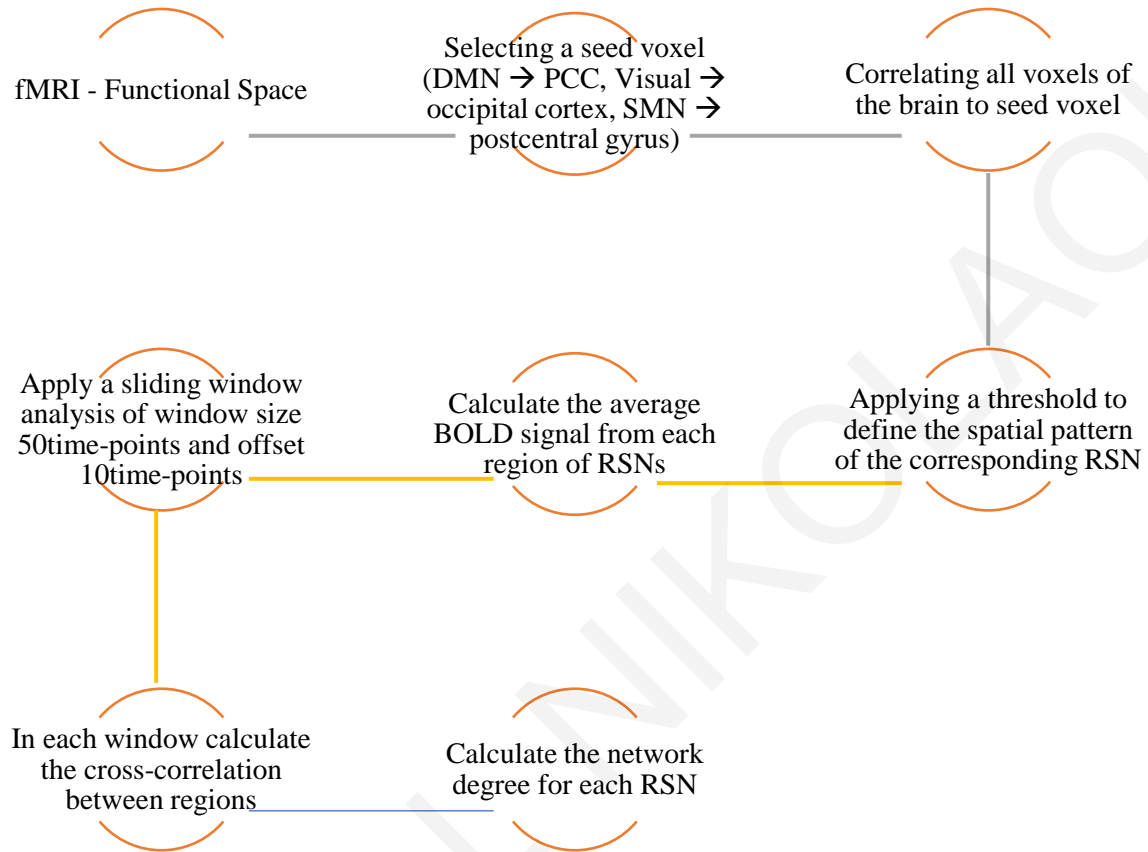 fMRI - Functional Space
Selecting a seed voxel
(DMN → PCC, Visual →
occipital cortex, SMN →
postcentral gyrus)
Correlating all voxels of
the brain to seed voxel
Applying a threshold to
define the spatial pattern
of the corresponding RSN
Calculate the average
BOLD signal from each
region of RSNs
Apply a sliding window
analysis of window size
50time-points and offset
10time-points
In each window calculate
the cross-correlation
between regions
Calculate the network
degree for each RSN
NIKOLAO